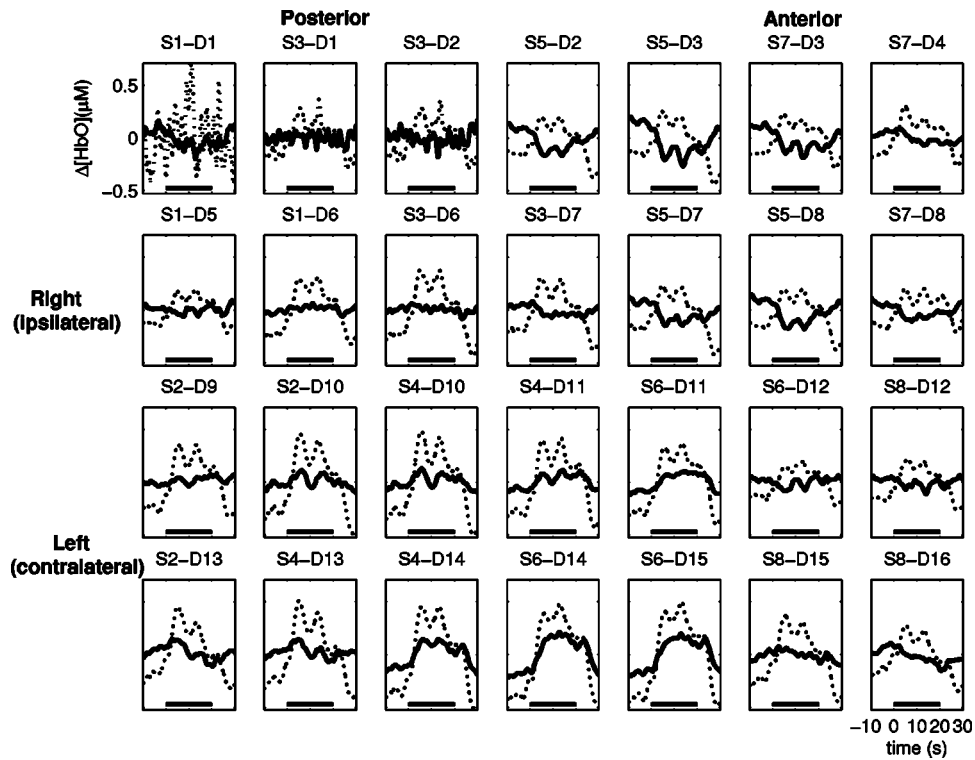 Posterior Anterior
S1−D1 S3−D1 S3−D2 S5−D2 S5−D3 S7−D3 S7−D4
Δ[HbO](μM)
0.5
0
−0.5
S1−D5 S1−D6 S3−D6 S3−D7 S5−D7 S5−D8 S7−D8
Right
(ipsilateral)
S2−D9 S2−D10 S4−D10 S4−D11 S6−D11 S6−D12 S8−D12
Left
(contralateral)
S2−D13 S4−D13 S4−D14 S6−D14 S6−D15 S8−D15 S8−D16
−10 0 10 20 30
time (s)